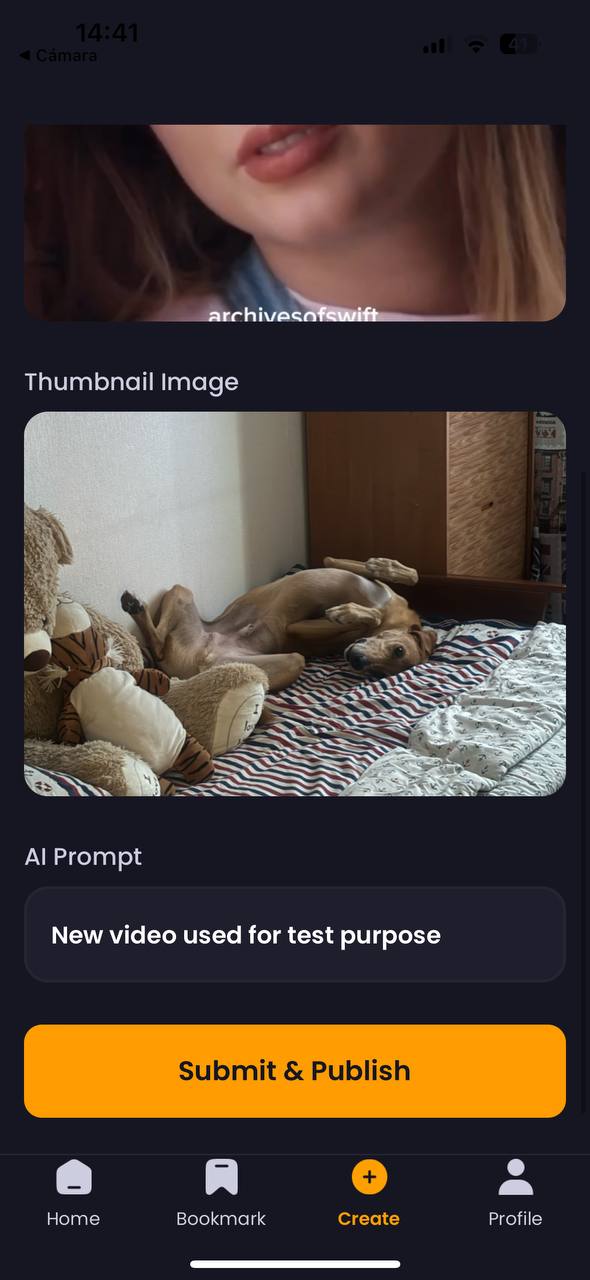 14:41
◀ Cámara
41
archivesofswift
Thumbnail Image
AI Prompt
New video used for test purpose
Submit & Publish
Home
Bookmark
Create
Profile